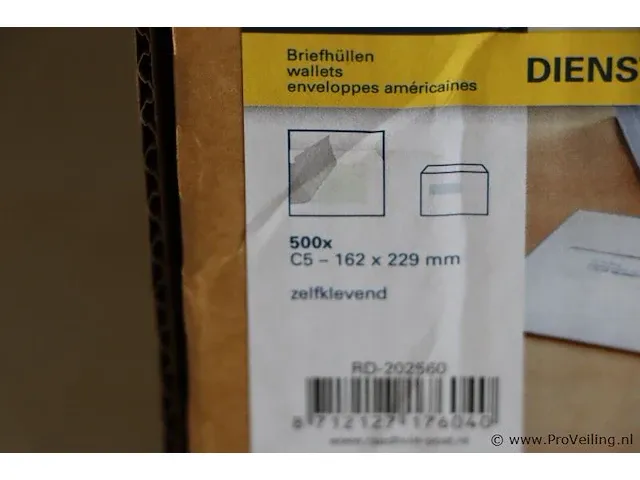 Briefhüllen
wallets
enveloppes américaines
DIENS
500x
C5 – 162 x 229 mm
zelfklevend
RD-202560
8 712127 176040
© www.ProVeiling.nl